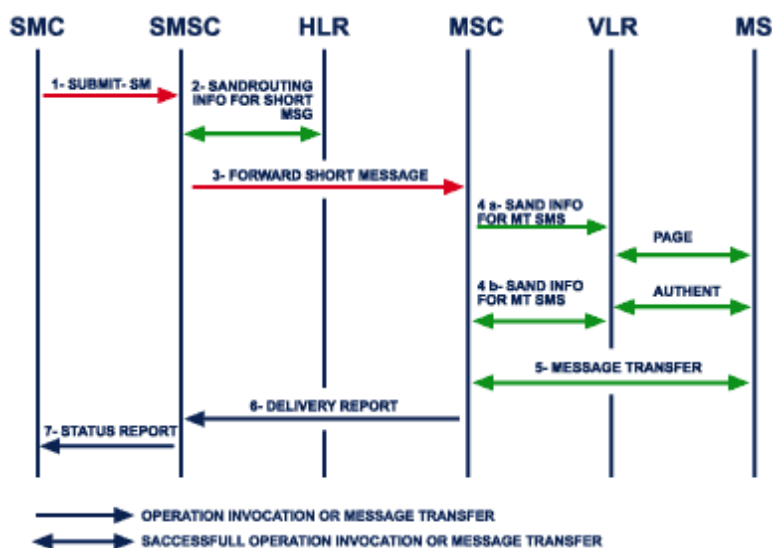 SMC SMSC HLR MSC VLR MS
1- SUBMIT- SM
2- SANDROUTING
INFO FOR SHORT
MSG
3- FORWARD SHORT MESSAGE
4 a- SAND INFO
FOR MT SMS
PAGE
4 b- SAND INFO
FOR MT SMS
AUTHENT
5- MESSAGE TRANSFER
6- DELIVERY REPORT
7- STATUS REPORT
OPERATION INVOCATION OR MESSAGE TRANSFER
SACCESSFULL OPERATION INVOCATION OR MESSAGE TRANSFER